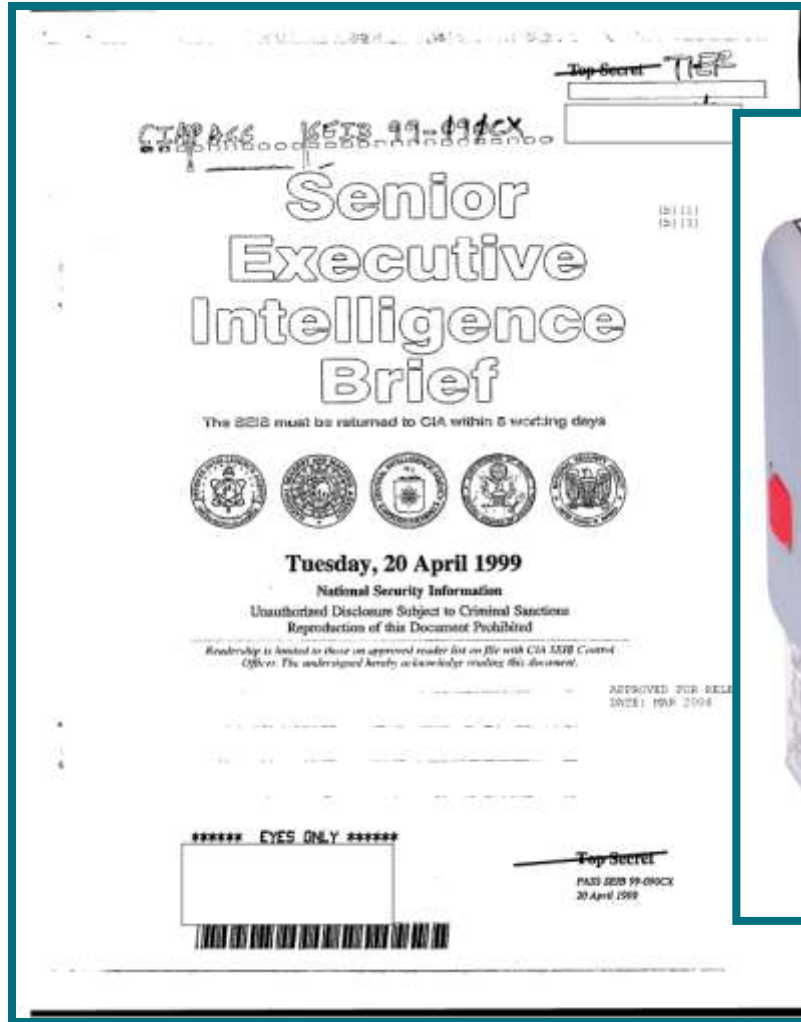 Top Secret
CIAPASS SEIB 99-090CX
(b)(1)
(b)(3)
Senior
Executive
Intelligence
Brief
The SEIB must be returned to CIA within 5 working days
Tuesday, 20 April 1999
National Security Information
Unauthorized Disclosure Subject to Criminal Sanctions
Reproduction of this Document Prohibited
Readership is limited to those on approved reader list on file with CIA SEIB Control
Officer. The undersigned hereby acknowledge reading this document.
APPROVED FOR RELE
DATE: MAR 2004
****** EYES ONLY ******
Top Secret
PASS SEIB 99-090CX
20 April 1999